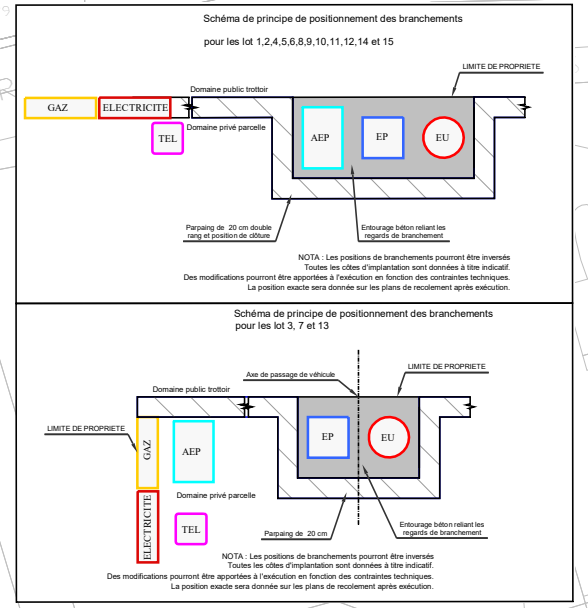 Schéma de principe de positionnement des branchements
pour les lot 1,2,4,5,6,8,9,10,11,12,14 et 15
LIMITE DE PROPRIETE
Domaine public trottoir
GAZ
ELECTRICITE
TEL
Domaine privé parcelle
AEP
EP
EU
Parpaing de 20 cm double
rang et position de clôture
Entourage béton reliant les
regards de branchement
NOTA : Les positions de branchements pourront être inversés
Toutes les côtes d'implantation sont données à titre indicatif.
Des modifications pourront être apportées à l'exécution en fonction des contraintes techniques.
La position exacte sera donnée sur les plans de recolement après exécution.
Schéma de principe de positionnement des branchements
pour les lot 3, 7 et 13
Axe de passage de véhicule
LIMITE DE PROPRIETE
Domaine public trottoir
LIMITE DE PROPRIETE
GAZ
AEP
EP
EU
Domaine privé parcelle
ELECTRICITE
TEL
Parpaing de 20 cm
Entourage béton reliant les
regards de branchement
NOTA : Les positions de branchements pourront être inversés
Toutes les côtes d'implantation sont données à titre indicatif.
Des modifications pourront être apportées à l'exécution en fonction des contraintes techniques.
La position exacte sera donnée sur les plans de recolement après exécution.